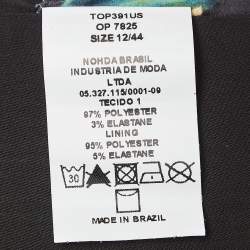 TOP391US
OP 7825
SIZE 12/44
NOHDA BRASIL
INDUSTRIA DE MODA
LTDA
05.327.115/0001-09
TECIDO 1
97% POLYESTER
3% ELASTANE
LINING
95% POLYESTER
5% ELASTANE
30
MADE IN BRAZIL